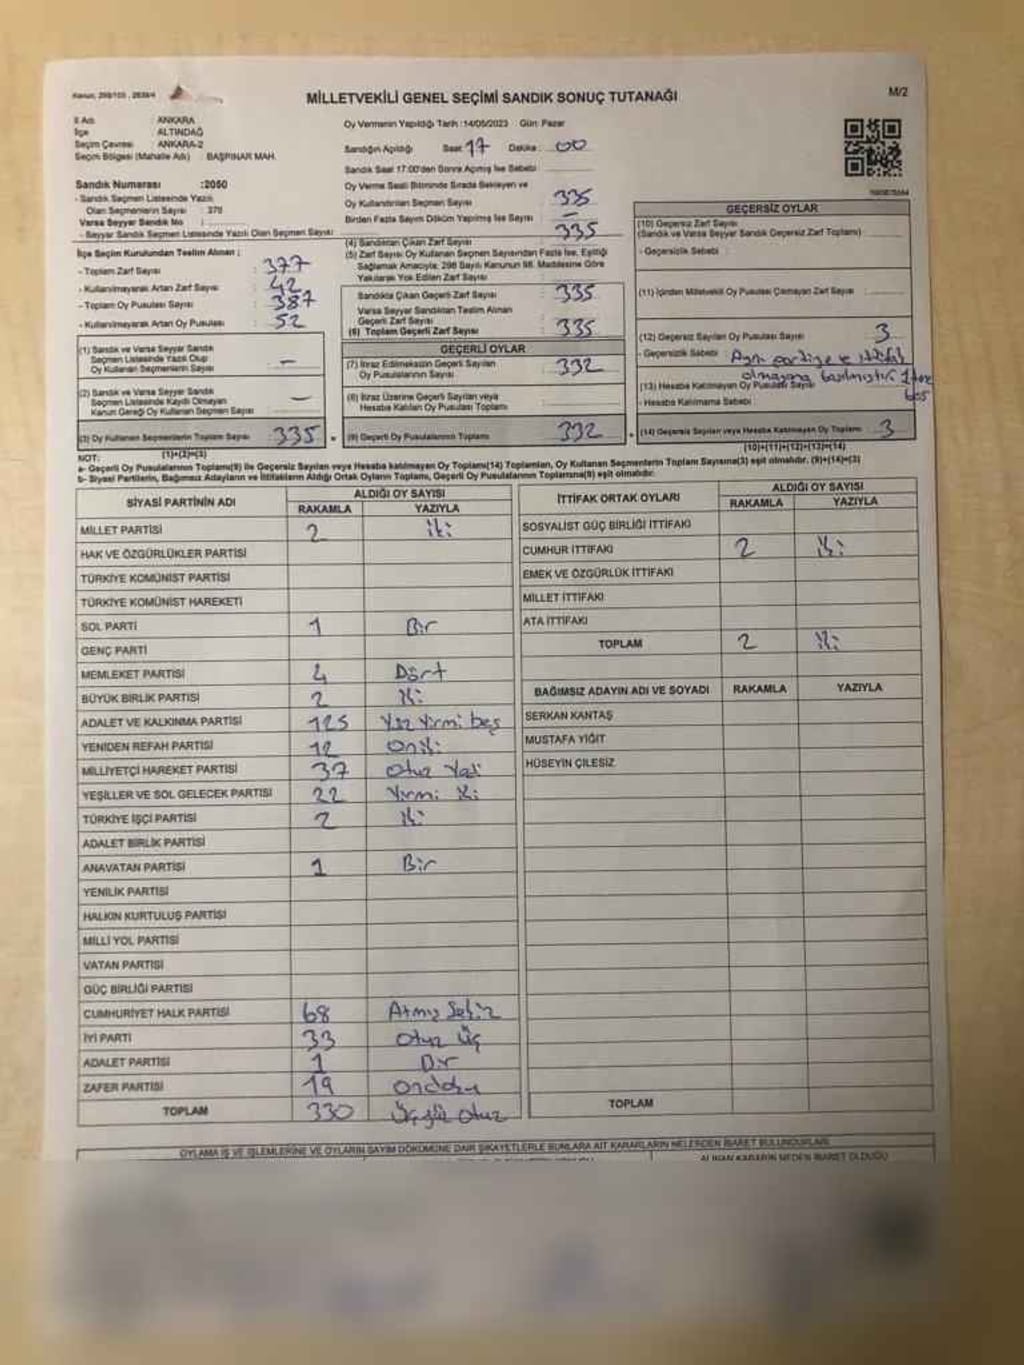 Kanun: 298/105 , 2839/4
MİLLETVEKİLİ GENEL SEÇİMİ SANDIK SONUÇ TUTANAĞI
M/2
İl Adı : ANKARA
İlçe : ALTINDAĞ
Seçim Çevresi : ANKARA-2
Seçim Bölgesi (Mahalle Adı) : BAŞPINAR MAH.
Oy Vermenin Yapıldığı Tarih :14/05/2023 Gün: Pazar
Sandığın Açıldığı Saat 17 Dakika: 00
Sandık Saat 17:00'den Sonra Açılmış İse Sebebi :
Sandık Numarası :2050
- Sandık Seçmen Listesinde Yazılı
Olan Seçmenlerin Sayısı : 370
Varsa Seyyar Sandık No :
- Seyyar Sandık Seçmen Listesinde Yazılı Olan Seçmen Sayısı
Oy Verme Saati Bitiminde Sırada Bekleyen ve
Oy Kullandırılan Seçmen Sayısı : 335
Birden Fazla Sayım Döküm Yapılmış İse Sayısı : -
İlçe Seçim Kurulundan Teslim Alınan ;
- Toplam Zarf Sayısı : 377
- Kullanılmayarak Artan Zarf Sayısı : 42
- Toplam Oy Pusulası Sayısı : 387
- Kullanılmayarak Artan Oy Pusulası : 52
(1) Sandık ve Varsa Seyyar Sandık
Seçmen Listesinde Yazılı Olup
Oy Kullanan Seçmenlerin Sayısı : -
(2) Sandık ve Varsa Seyyar Sandık
Seçmen Listesinde Kaydı Olmayan
Kanun Gereği Oy Kullanan Seçmen Sayısı : -
(3) Oy Kullanan Seçmenlerin Toplam Sayısı : 335
(1)+(2)=(3)
(4) Sandıktan Çıkan Zarf Sayısı : 335
(5) Zarf Sayısı Oy Kullanan Seçmen Sayısından Fazla İse, Eşitliği
Sağlamak Amacıyla; 298 Sayılı Kanunun 98. Maddesine Göre
Yakılarak Yok Edilen Zarf Sayısı
Sandıkta Çıkan Geçerli Zarf Sayısı : 335
Varsa Seyyar Sandıktan Teslim Alınan
Geçerli Zarf Sayısı
(6) Toplam Geçerli Zarf Sayısı : 335
GEÇERLİ OYLAR
(7) İtiraz Edilmeksizin Geçerli Sayılan
Oy Pusulalarının Sayısı : 332
(8) İtiraz Üzerine Geçerli Sayılan veya
Hesaba Katılan Oy Pusulası Toplamı :
(9) Geçerli Oy Pusulalarının Toplamı : 332
GEÇERSİZ OYLAR
(10) Geçersiz Zarf Sayısı
(Sandık ve Varsa Seyyar Sandık Geçersiz Zarf Toplamı) :
- Geçersizlik Sebebi :
(11) İçinden Milletvekili Oy Pusulası Çıkmayan Zarf Sayısı :
(12) Geçersiz Sayılan Oy Pusulası Sayısı : 3
- Geçersizlik Sebebi : Ayrı partiye ve ittifak
olmayana basılmıştır. 1 boş
(13) Hesaba Katılmayan Oy Pusulası Sayısı
- Hesaba Katılmama Sebebi :
(14) Geçersiz Sayılan veya Hesaba Katılmayan Oy Toplamı : 3
(10)+(11)+(12)+(13)=(14)
NOT:
a- Geçerli Oy Pusulalarının Toplamı(9) ile Geçersiz Sayılan veya Hesaba katılmayan Oy Toplamı(14) Toplamları, Oy Kullanan Seçmenlerin Toplam Sayısına(3) eşit olmalıdır. (9)+(14)=(3)
b- Siyasi Partilerin, Bağımsız Adayların ve İttifakların Aldığı Ortak Oyların Toplamı, Geçerli Oy Pusulalarının Toplamına(9) eşit olmalıdır.
SİYASİ PARTİNİN ADI ALDIĞI OY SAYISI
RAKAMLA YAZIYLA
MİLLET PARTİSİ 2 iki
HAK VE ÖZGÜRLÜKLER PARTİSİ
TÜRKİYE KOMÜNİST PARTİSİ
TÜRKİYE KOMÜNİST HAREKETİ
SOL PARTİ 1 Bir
GENÇ PARTİ
MEMLEKET PARTİSİ 4 Dört
BÜYÜK BİRLİK PARTİSİ 2 iki
ADALET VE KALKINMA PARTİSİ 125 Yüz Yirmi beş
YENİDEN REFAH PARTİSİ 12 Oniki
MİLLİYETÇİ HAREKET PARTİSİ 37 Otuz Yedi
YEŞİLLER VE SOL GELECEK PARTİSİ 22 Yirmi iki
TÜRKİYE İŞÇİ PARTİSİ 2 iki
ADALET BİRLİK PARTİSİ
ANAVATAN PARTİSİ 1 Bir
YENİLİK PARTİSİ
HALKIN KURTULUŞ PARTİSİ
MİLLİ YOL PARTİSİ
VATAN PARTİSİ
GÜÇ BİRLİĞİ PARTİSİ
CUMHURİYET HALK PARTİSİ 68 Atmış Sekiz
İYİ PARTİ 33 Otuz Üç
ADALET PARTİSİ 1 Bir
ZAFER PARTİSİ 19 ondokuz
TOPLAM 330 Üçyüz otuz
İTTİFAK ORTAK OYLARI ALDIĞI OY SAYISI
RAKAMLA YAZIYLA
SOSYALİST GÜÇ BİRLİĞİ İTTİFAKI
CUMHUR İTTİFAKI 2 iki
EMEK VE ÖZGÜRLÜK İTTİFAKI
MİLLET İTTİFAKI
ATA İTTİFAKI
TOPLAM 2 iki
BAĞIMSIZ ADAYIN ADI VE SOYADI RAKAMLA YAZIYLA
SERKAN KANTAŞ
MUSTAFA YİĞİT
HÜSEYİN ÇİLESİZ
TOPLAM
OYLAMA İŞ VE İŞLEMLERİNE VE OYLARIN SAYIM DÖKÜMÜNE DAİR ŞİKAYETLERLE BUNLARA AİT KARARLARIN NELERDEN İBARET BULUNDUKLARI
ALINAN KARARIN NEDEN İBARET OLDUĞU